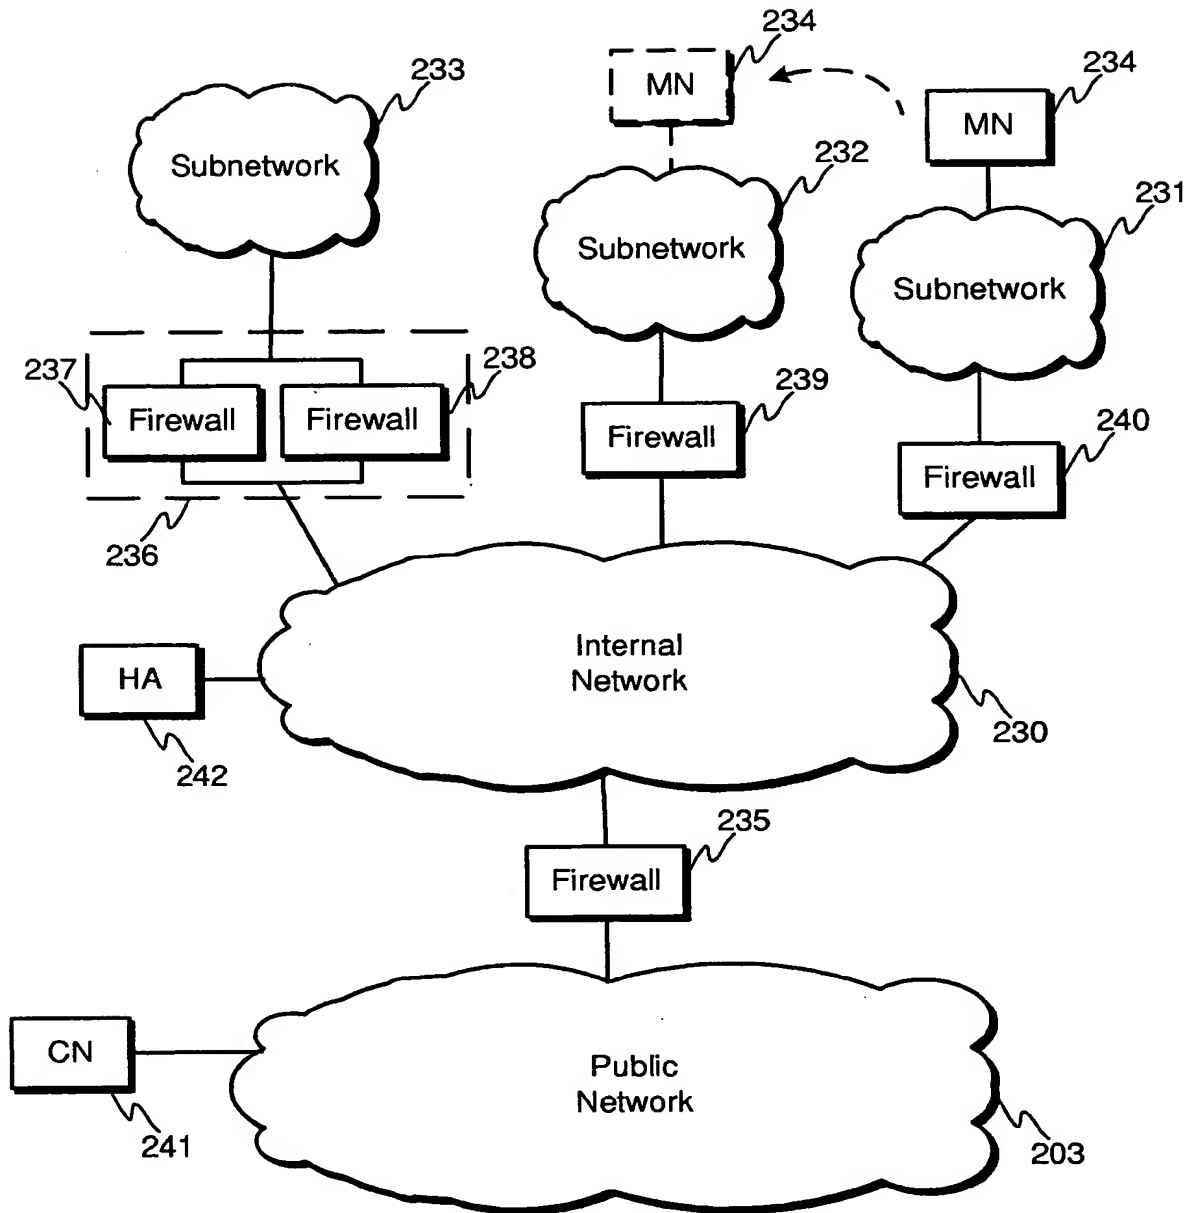 234
233
MN
234
MN
Subnetwork
232
231
Subnetwork
Subnetwork
237
238
239
Firewall
Firewall
Firewall
240
Firewall
236
Internal
Network
HA
230
242
235
Firewall
CN
Public
Network
241
203